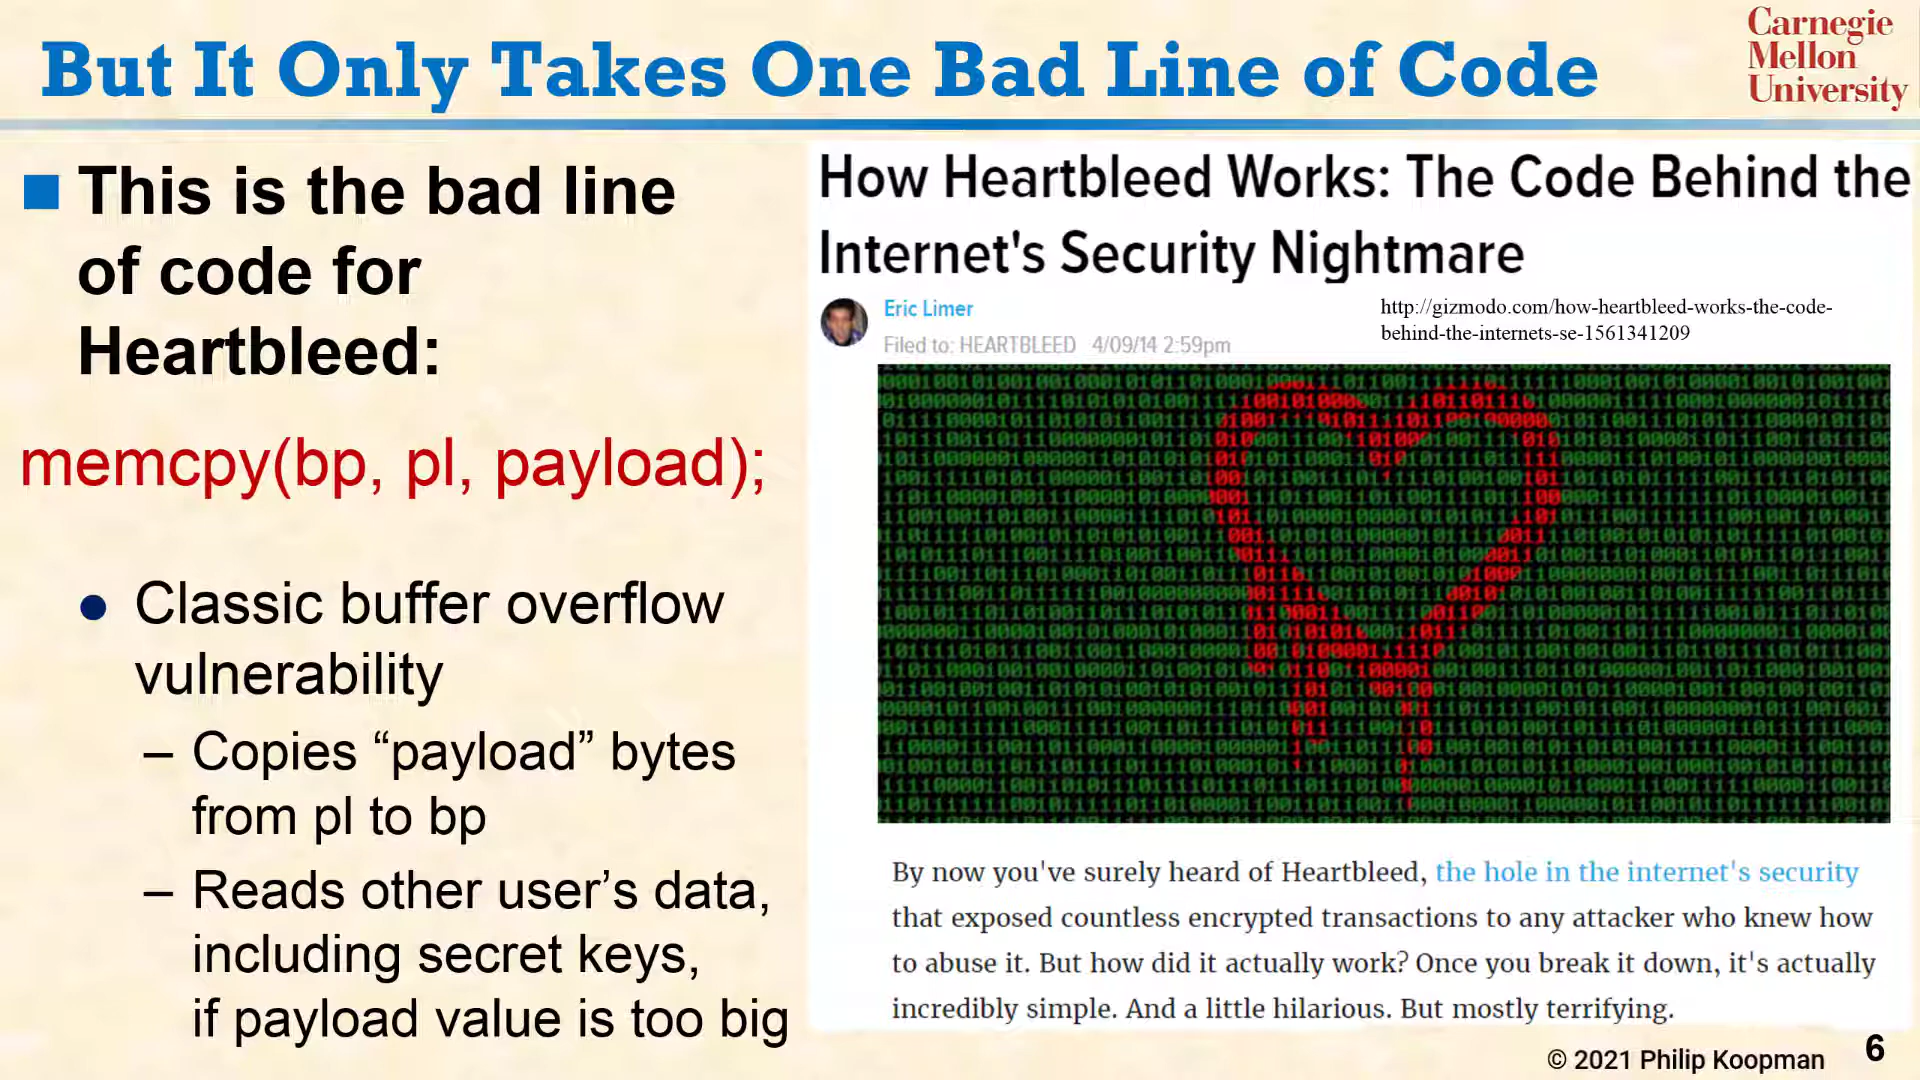 But It Only Takes One Bad Line of Code
Carnegie
Mellon
University
This is the bad line
of code for
Heartbleed:
memcpy(bp, pl, payload);
Classic buffer overflow
vulnerability
– Copies “payload” bytes
from pl to bp
– Reads other user’s data,
including secret keys,
if payload value is too big
How Heartbleed Works: The Code Behind the
Internet's Security Nightmare
Eric Limer
Filed to: HEARTBLEED 4/09/14 2:59pm
http://gizmodo.com/how-heartbleed-works-the-code-
behind-the-internets-se-1561341209
By now you've surely heard of Heartbleed, the hole in the internet's security
that exposed countless encrypted transactions to any attacker who knew how
to abuse it. But how did it actually work? Once you break it down, it's actually
incredibly simple. And a little hilarious. But mostly terrifying.
© 2021 Philip Koopman
6